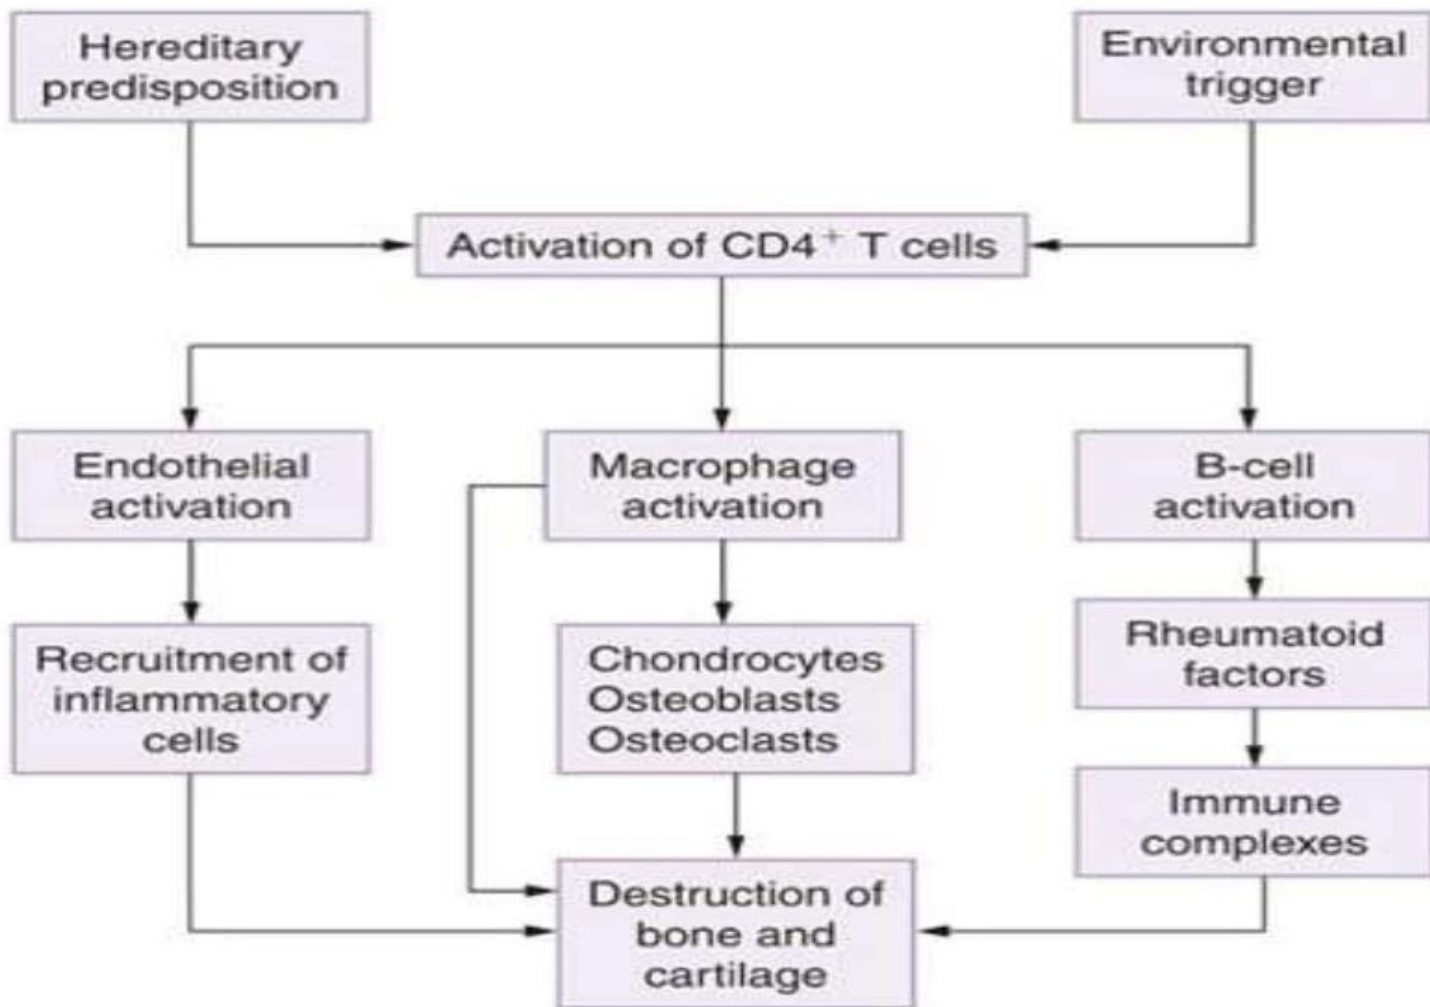 Hereditary
predisposition
Environmental
trigger
Activation of CD4⁺ T cells
Endothelial
activation
Macrophage
activation
B-cell
activation
Recruitment of
inflammatory
cells
Chondrocytes
Osteoblasts
Osteoclasts
Rheumatoid
factors
Immune
complexes
Destruction of
bone and
cartilage